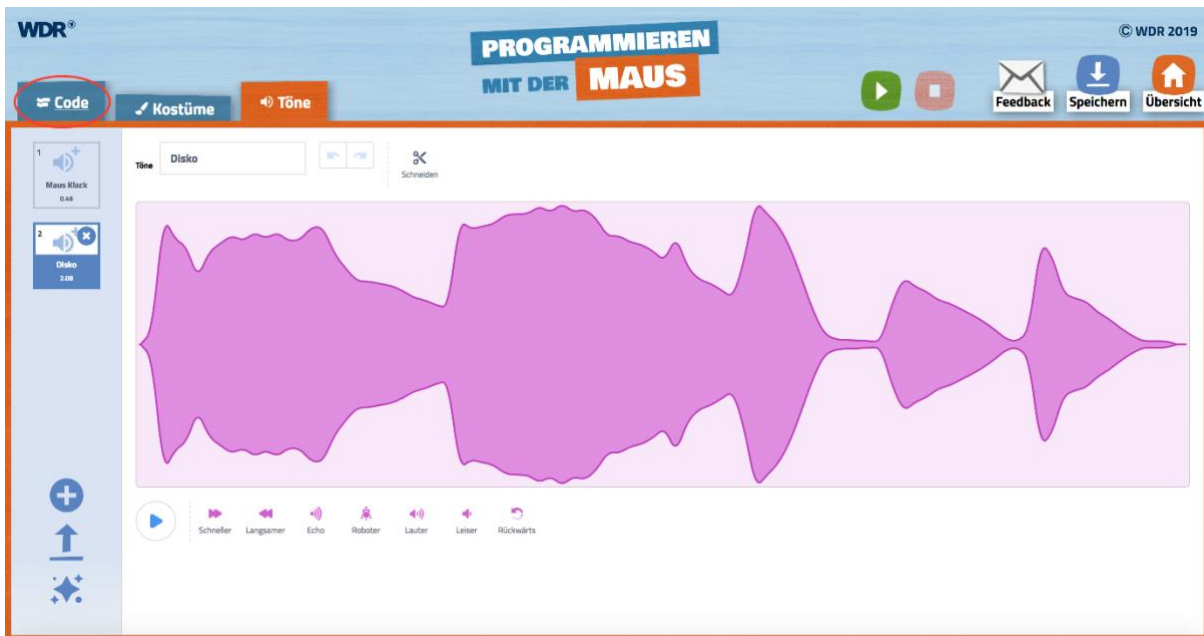 WDR®
© WDR 2019
PROGRAMMIEREN
MIT DER MAUS
Code
Kostüme
Töne
Feedback
Speichern
Übersicht
1
Maus Klack
0.46
2
Disko
2.08
Töne
Disko
Schneiden
Schneller
Langsamer
Echo
Roboter
Lauter
Leiser
Rückwärts